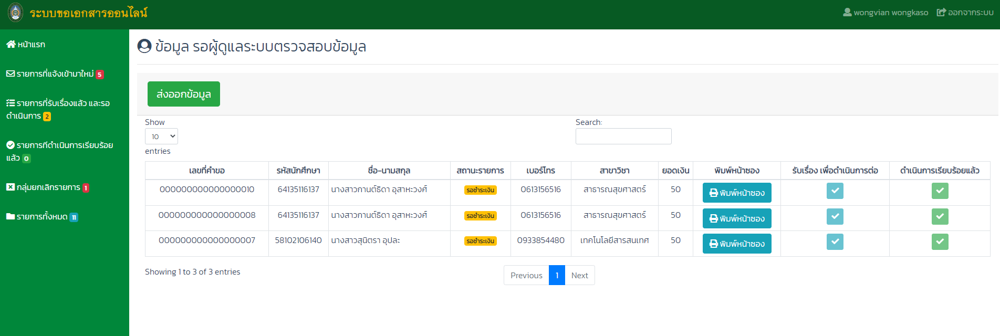 ระบบขอเอกสารออนไลน์
wongvian wongkaso ออกจากระบบ
หน้าแรก
รายการที่แจ้งเข้ามาใหม่ 5
รายการที่รับเรื่องแล้ว และรอ
ดำเนินการ 2
รายการที่ดำเนินการเรียบร้อย
แล้ว 0
กลุ่มยกเลิกรายการ 1
รายการทั้งหมด 11
ข้อมูล รอผู้ดูแลระบบตรวจสอบข้อมูล
ส่งออกข้อมูล
Show
10
entries
Search:
เลขที่คำขอ รหัสนักศึกษา ชื่อ-นามสกุล สถานะรายการ เบอร์โทร สาขาวิชา ยอดเงิน พิมพ์หน้าซอง รับเรื่อง เพื่อดำเนินการต่อ ดำเนินการเรียบร้อยแล้ว
000000000000000010 64135116137 นางสาวกานต์ธิดา อุสาหะวงศ์ รอชำระเงิน 0613156516 สาธารณสุขศาสตร์ 50 พิมพ์หน้าซอง
000000000000000008 64135116137 นางสาวกานต์ธิดา อุสาหะวงศ์ รอชำระเงิน 0613156516 สาธารณสุขศาสตร์ 50 พิมพ์หน้าซอง
000000000000000007 58102106140 นางสาวสุนิตรา อุปละ รอชำระเงิน 0933854480 เทคโนโลยีสารสนเทศ 50 พิมพ์หน้าซอง
Showing 1 to 3 of 3 entries
Previous 1 Next